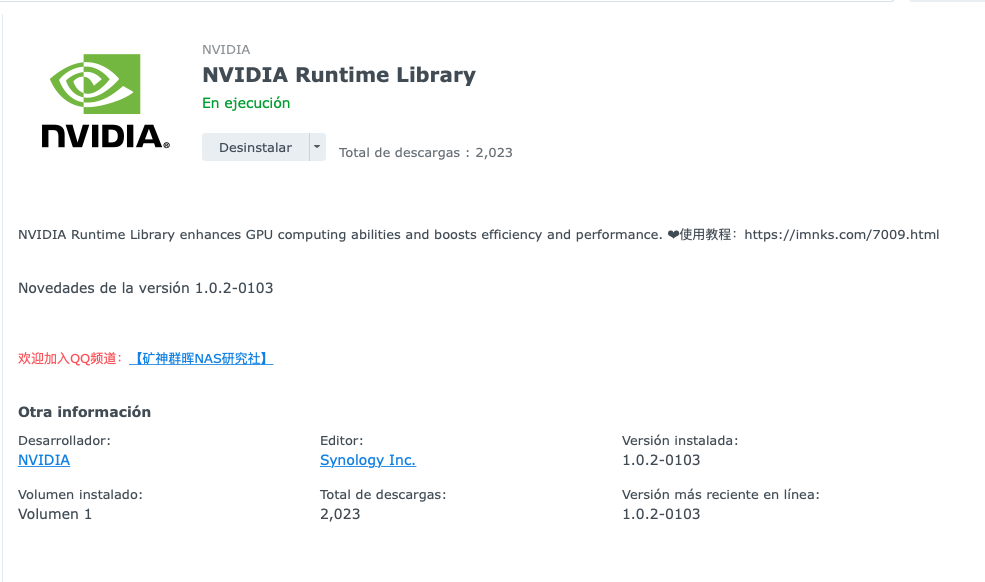 NVIDIA
NVIDIA Runtime Library
En ejecución
Desinstalar
Total de descargas : 2,023
NVIDIA®
NVIDIA Runtime Library enhances GPU computing abilities and boosts efficiency and performance. ❤使用教程：https://imnks.com/7009.html
Novedades de la versión 1.0.2-0103
欢迎加入QQ频道：【矿神群晖NAS研究社】
Otra información
Desarrollador:
NVIDIA
Editor:
Synology Inc.
Versión instalada:
1.0.2-0103
Volumen instalado:
Volumen 1
Total de descargas:
2,023
Versión más reciente en línea:
1.0.2-0103